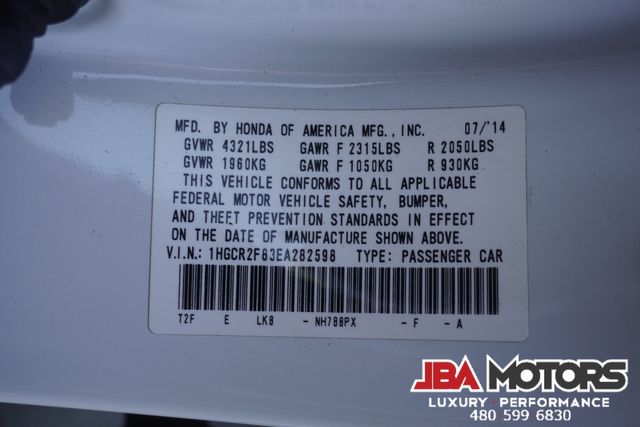 MFD. BY HONDA OF AMERICA MFG., INC. 07/'14
GVWR 4321LBS GAWR F 2315LBS R 2050LBS
GVWR 1960KG GAWR F 1050KG R 930KG
THIS VEHICLE CONFORMS TO ALL APPLICABLE
FEDERAL MOTOR VEHICLE SAFETY, BUMPER,
AND THEFT PREVENTION STANDARDS IN EFFECT
ON THE DATE OF MANUFACTURE SHOWN ABOVE.
V.I.N.: 1HGCR2F83EA282598 TYPE: PASSENGER CAR
T2F E LK8 - NH788PX - F - A
JBA MOTORS
LUXURY · PERFORMANCE
480 599 6830